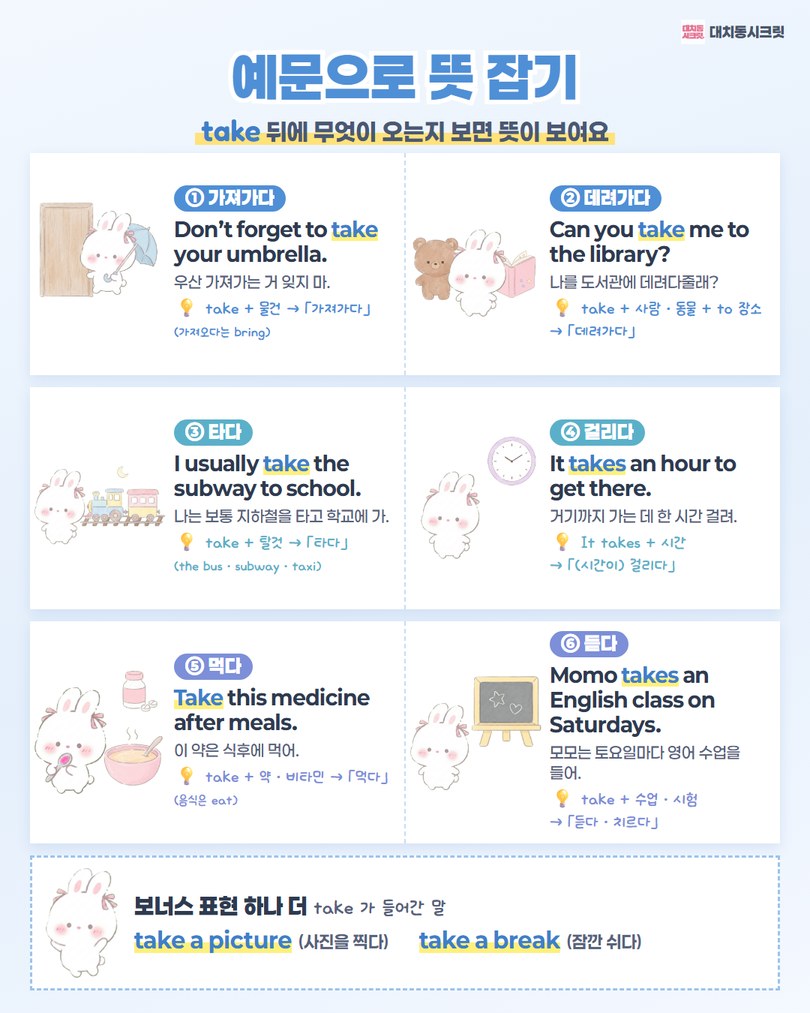 대치동시크릿
대치동시크릿
예문으로 뜻 잡기
take 뒤에 무엇이 오는지 보면 뜻이 보여요
① 가져가다
Don't forget to take
your umbrella.
우산 가져가는 거 잊지 마.
take + 물건 → 「가져가다」
(가져오다는 bring)
② 데려가다
Can you take me to
the library?
나를 도서관에 데려다줄래?
take + 사람 · 동물 + to 장소
→ 「데려가다」
③ 타다
I usually take the
subway to school.
나는 보통 지하철을 타고 학교에 가.
take + 탈것 → 「타다」
(the bus · subway · taxi)
④ 걸리다
It takes an hour to
get there.
거기까지 가는 데 한 시간 걸려.
It takes + 시간
→ 「(시간이) 걸리다」
⑤ 먹다
Take this medicine
after meals.
이 약은 식후에 먹어.
take + 약 · 비타민 → 「먹다」
(음식은 eat)
⑥ 듣다
Momo takes an
English class on
Saturdays.
모모는 토요일마다 영어 수업을
들어.
take + 수업 · 시험
→ 「듣다 · 치르다」
보너스 표현 하나 더 take 가 들어간 말
take a picture (사진을 찍다) take a break (잠깐 쉬다)